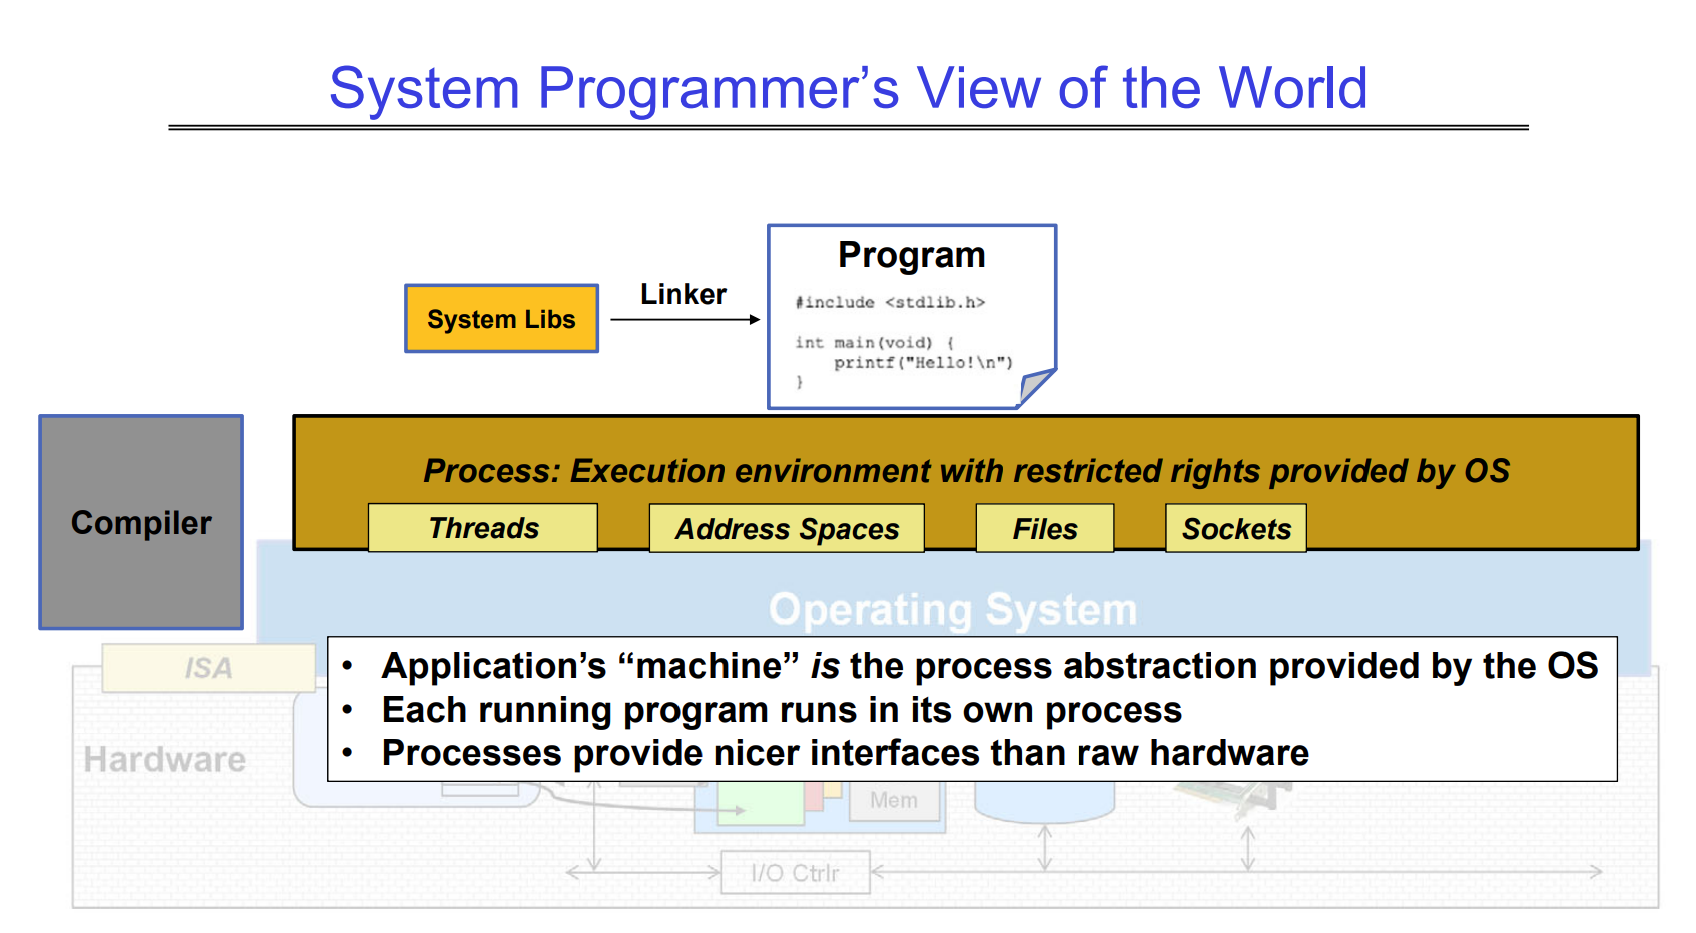 System Programmer's View of the World
Program
#include <stdlib.h>
int main(void) {
printf("Hello!\n")
}
System Libs
Linker
Compiler
Process: Execution environment with restricted rights provided by OS
Threads
Address Spaces
Files
Sockets
Operating System
ISA
• Application's “machine” is the process abstraction provided by the OS
• Each running program runs in its own process
• Processes provide nicer interfaces than raw hardware
Hardware
Mem
I/O Ctrlr